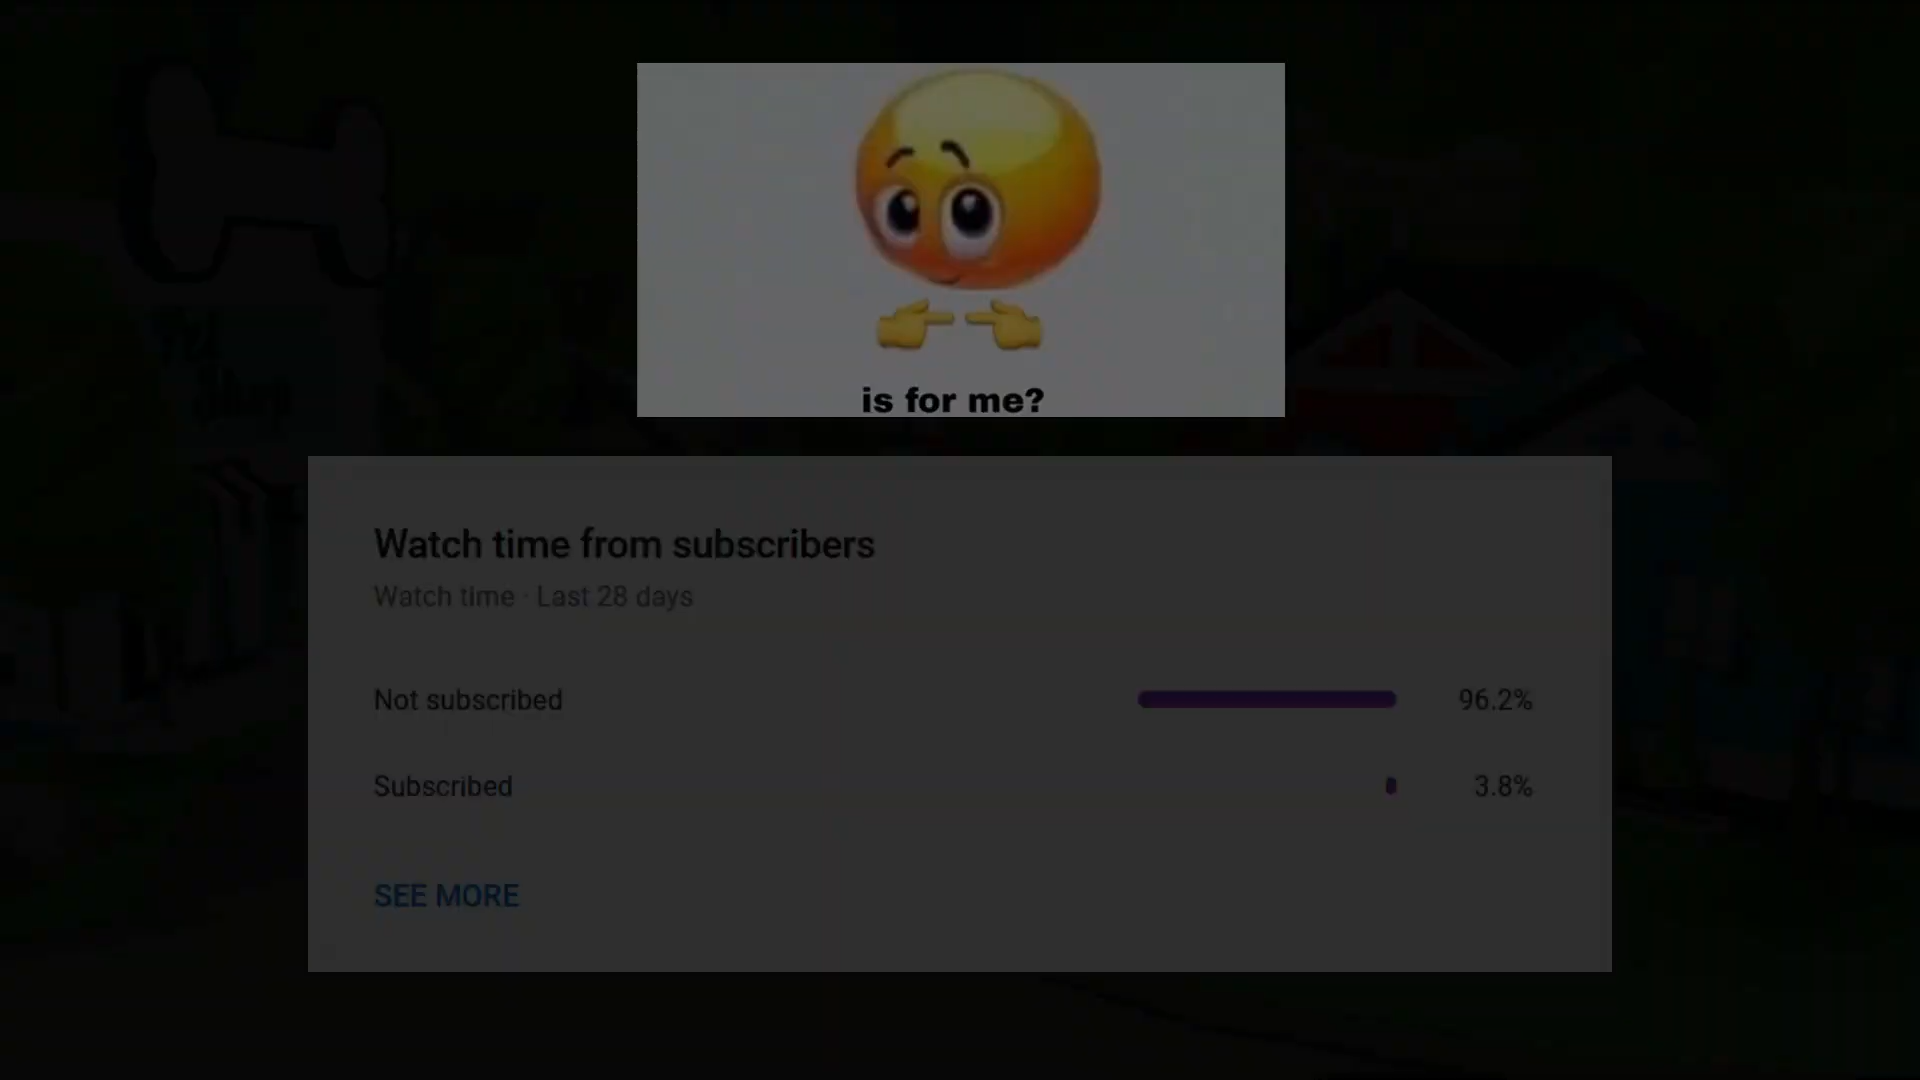 is for me?
Watch time from subscribers
Watch time · Last 28 days
Not subscribed 96.2%
Subscribed 3.8%
SEE MORE